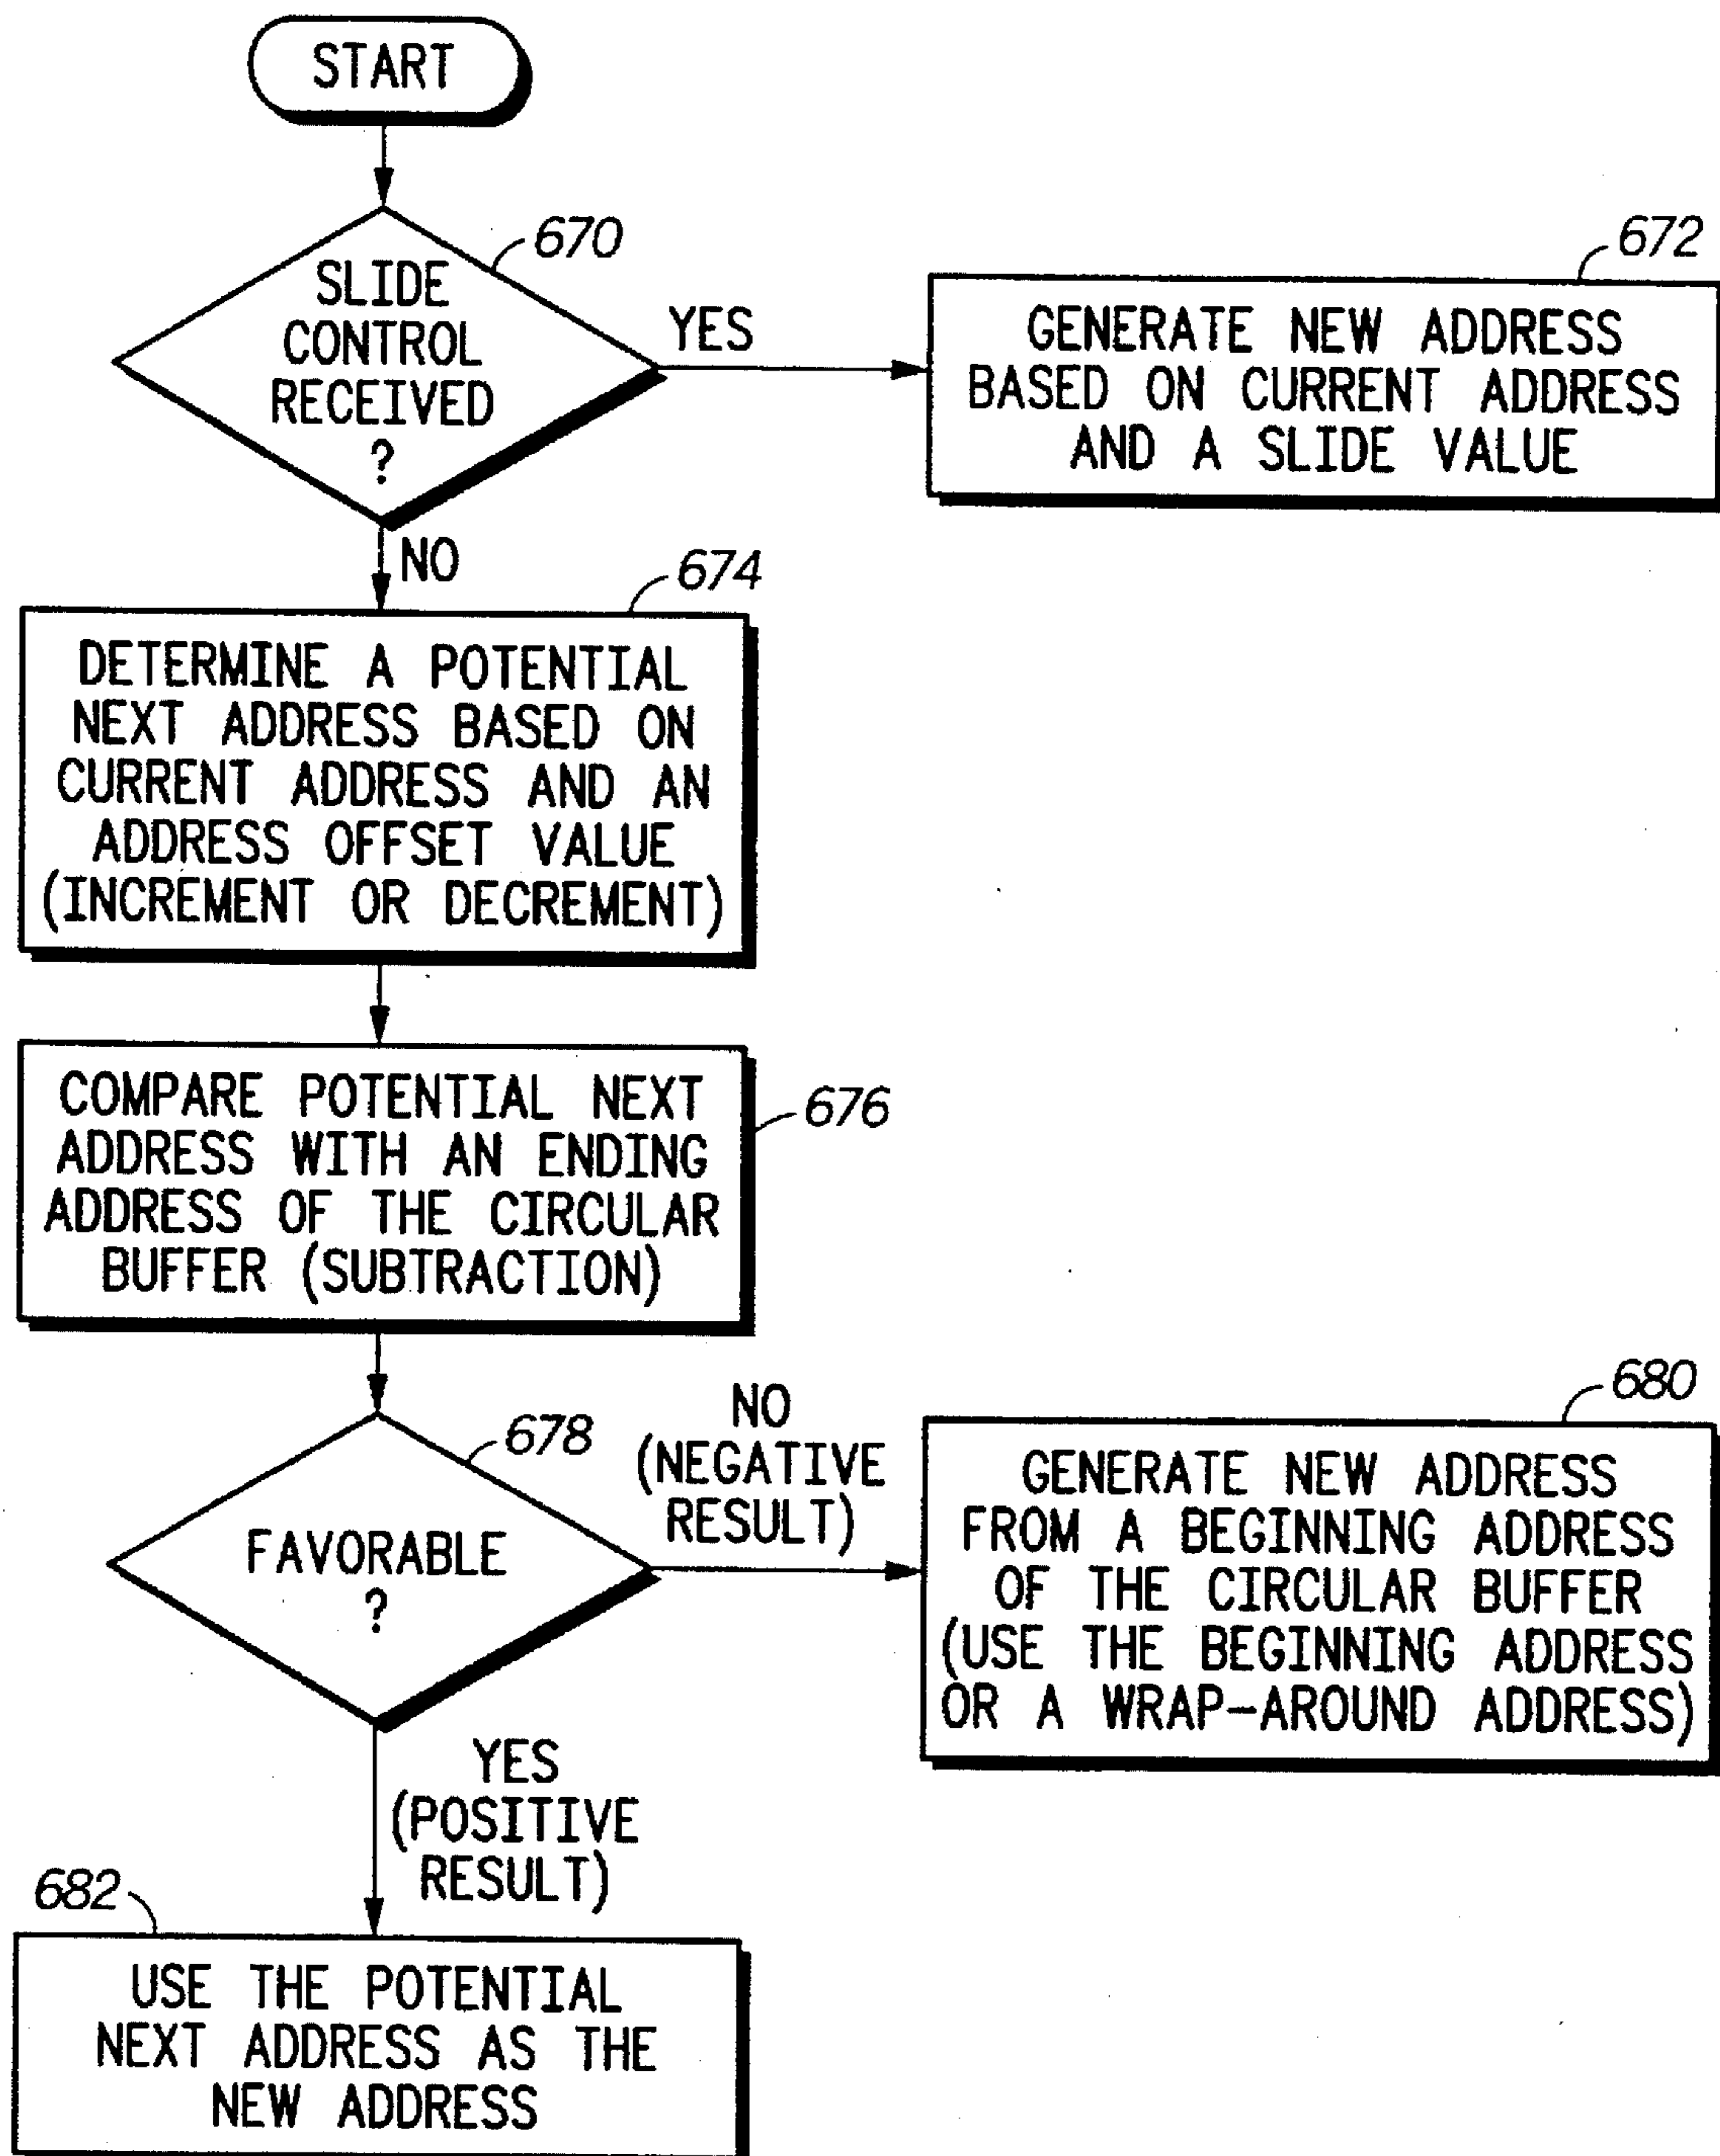 START
670
SLIDE
CONTROL
RECEIVED
?
YES
672
GENERATE NEW ADDRESS
BASED ON CURRENT ADDRESS
AND A SLIDE VALUE
NO
674
DETERMINE A POTENTIAL
NEXT ADDRESS BASED ON
CURRENT ADDRESS AND AN
ADDRESS OFFSET VALUE
(INCREMENT OR DECREMENT)
676
COMPARE POTENTIAL NEXT
ADDRESS WITH AN ENDING
ADDRESS OF THE CIRCULAR
BUFFER (SUBTRACTION)
678
FAVORABLE
?
NO
(NEGATIVE
RESULT)
680
GENERATE NEW ADDRESS
FROM A BEGINNING ADDRESS
OF THE CIRCULAR BUFFER
(USE THE BEGINNING ADDRESS
OR A WRAP-AROUND ADDRESS)
YES
(POSITIVE
RESULT)
682
USE THE POTENTIAL
NEXT ADDRESS AS THE
NEW ADDRESS